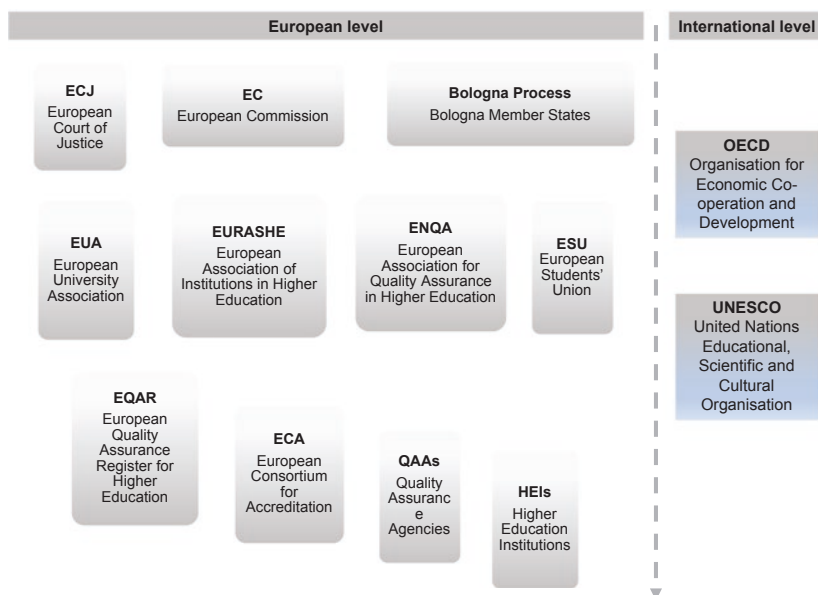 European level
International level
ECJ
European
Court of
Justice
EC
European Commission
Bologna Process
Bologna Member States
OECD
Organisation for
Economic Co-
operation and
Development
EUA
European
University
Association
EURASHE
European
Association of
Institutions in Higher
Education
ENQA
European
Association for
Quality Assurance
in Higher Education
ESU
European
Students'
Union
UNESCO
United Nations
Educational,
Scientific and
Cultural
Organisation
EQAR
European
Quality
Assurance
Register for
Higher
Education
ECA
European
Consortium
for
Accreditation
QAAs
Quality
Assuranc
e
Agencies
HEIs
Higher
Education
Institutions